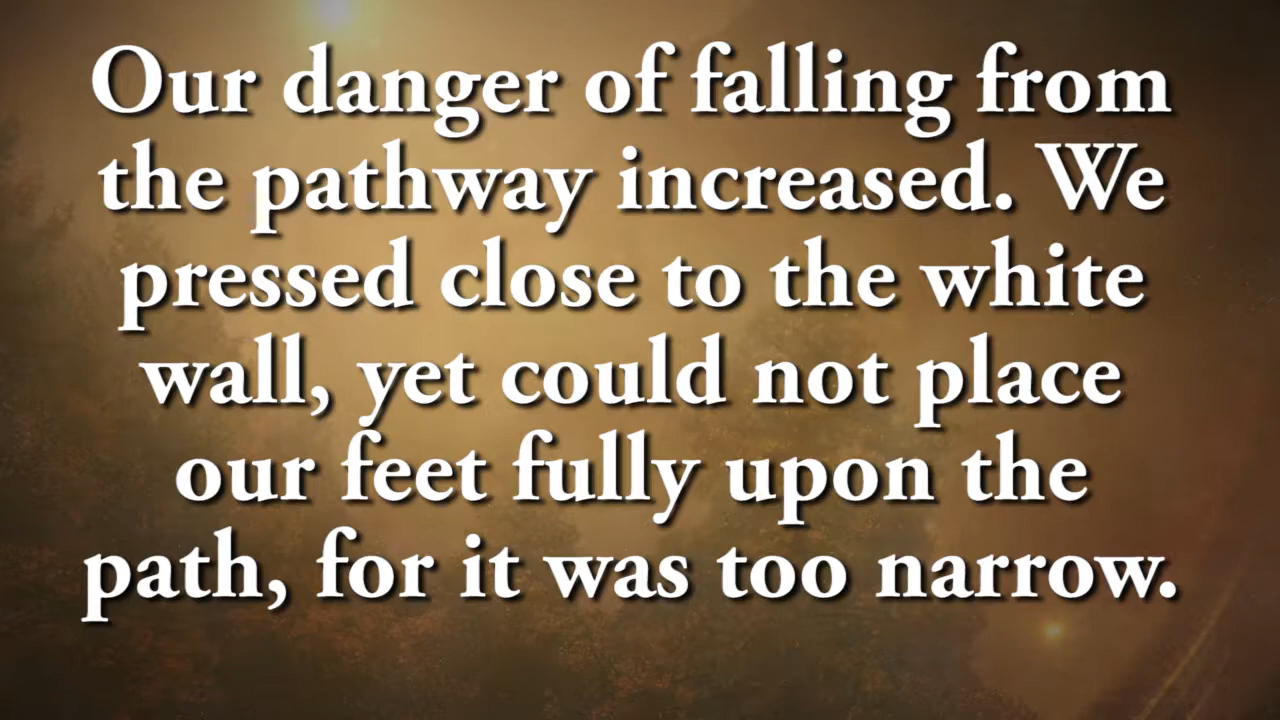 Our danger of falling from
the pathway increased. We
pressed close to the white
wall, yet could not place
our feet fully upon the
path, for it was too narrow.